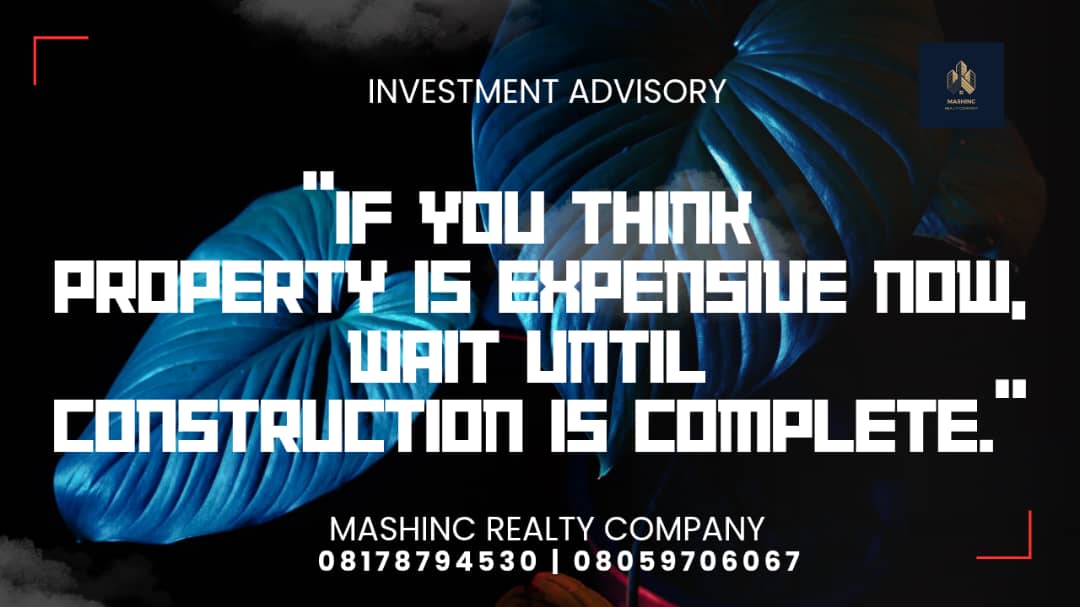 INVESTMENT ADVISORY
MASHINC
REALTY COMPANY
"IF YOU THINK
PROPERTY IS EXPENSIVE NOW,
WAIT UNTIL
CONSTRUCTION IS COMPLETE."
MASHINC REALTY COMPANY
08178794530 | 08059706067